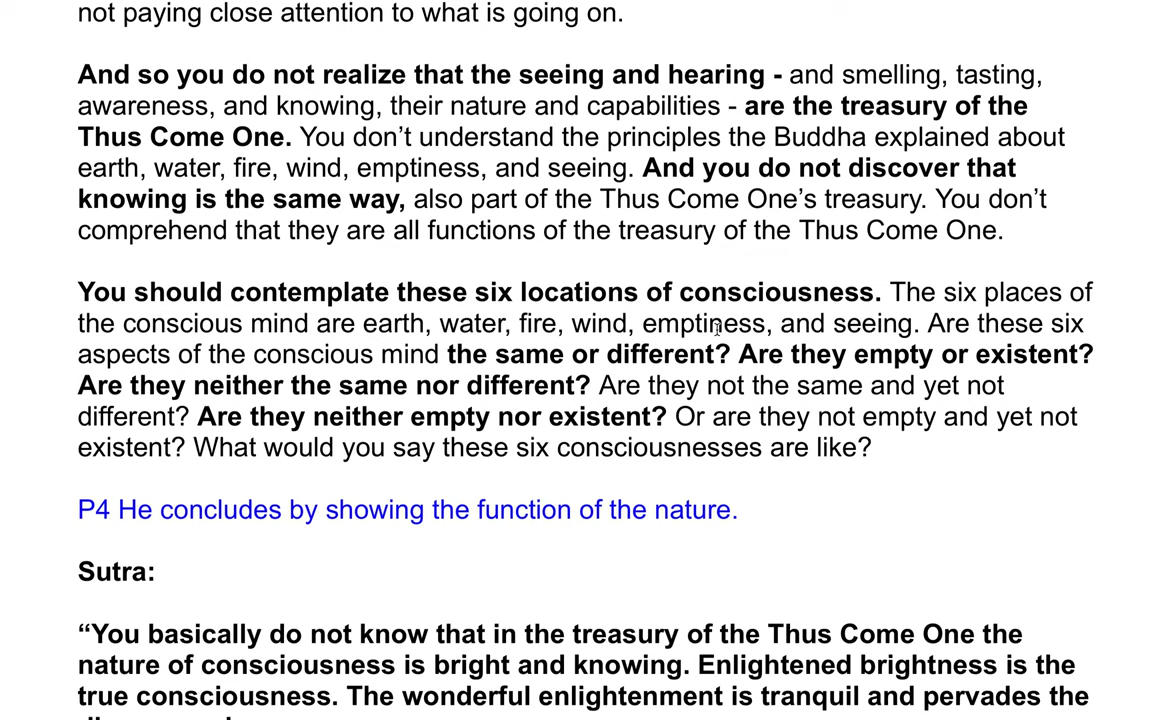 not paying close attention to what is going on.
And so you do not realize that the seeing and hearing - and smelling, tasting,
awareness, and knowing, their nature and capabilities - are the treasury of the
Thus Come One. You don’t understand the principles the Buddha explained about
earth, water, fire, wind, emptiness, and seeing. And you do not discover that
knowing is the same way, also part of the Thus Come One’s treasury. You don’t
comprehend that they are all functions of the treasury of the Thus Come One.
You should contemplate these six locations of consciousness. The six places of
the conscious mind are earth, water, fire, wind, emptiness, and seeing. Are these six
aspects of the conscious mind the same or different? Are they empty or existent?
Are they neither the same nor different? Are they not the same and yet not
different? Are they neither empty nor existent? Or are they not empty and yet not
existent? What would you say these six consciousnesses are like?
P4 He concludes by showing the function of the nature.
Sutra:
“You basically do not know that in the treasury of the Thus Come One the
nature of consciousness is bright and knowing. Enlightened brightness is the
true consciousness. The wonderful enlightenment is tranquil and pervades the